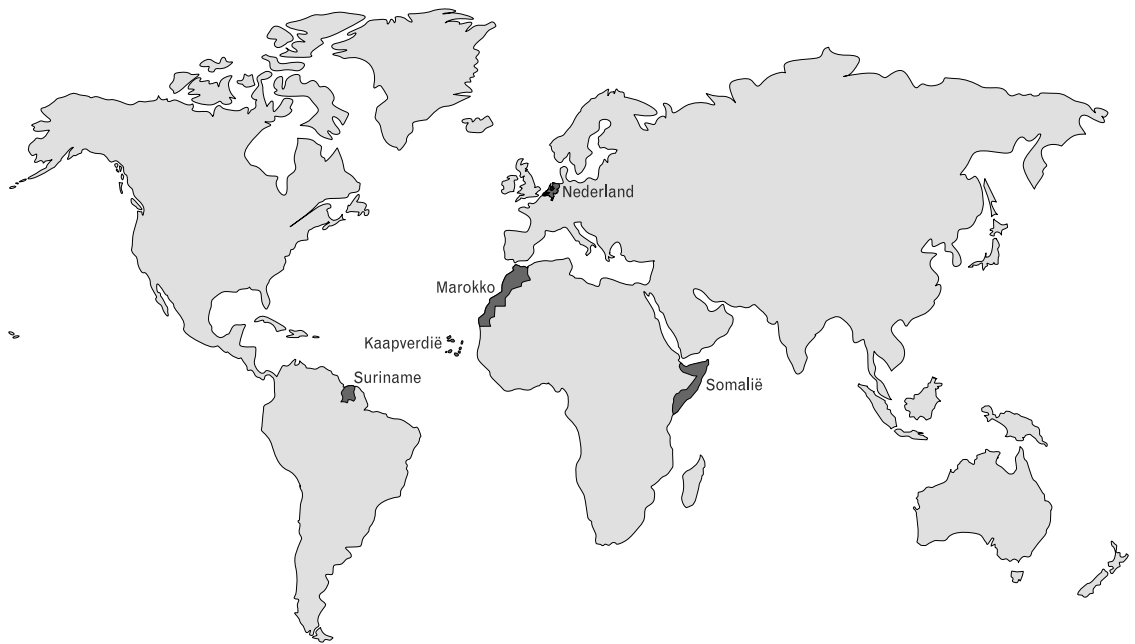 Nederland
Marokko
Kaapverdië
Suriname
Somalië